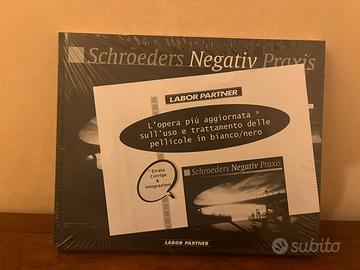 Schroeders Negativ Praxis
LABOR PARTNER
L'opera più aggiornata *
sull'uso e trattamento delle
pellicole in bianco/nero
* Errata
Corrige &
integrazione
Schroeders Negativ Praxis
LABOR PARTNER
subito